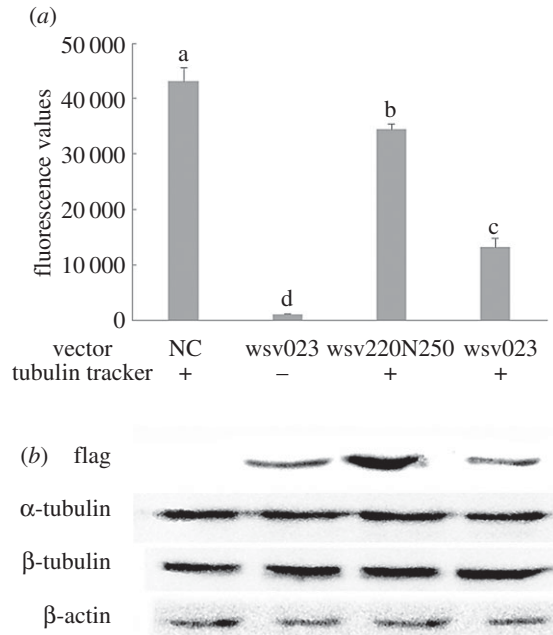 (a)
50 000
40 000
30 000
20 000
10 000
0
fluorescence values
a
d
b
c
vector NC wsv023 wsv220N250 wsv023
tubulin tracker + – + +
(b) flag
α-tubulin
β-tubulin
β-actin